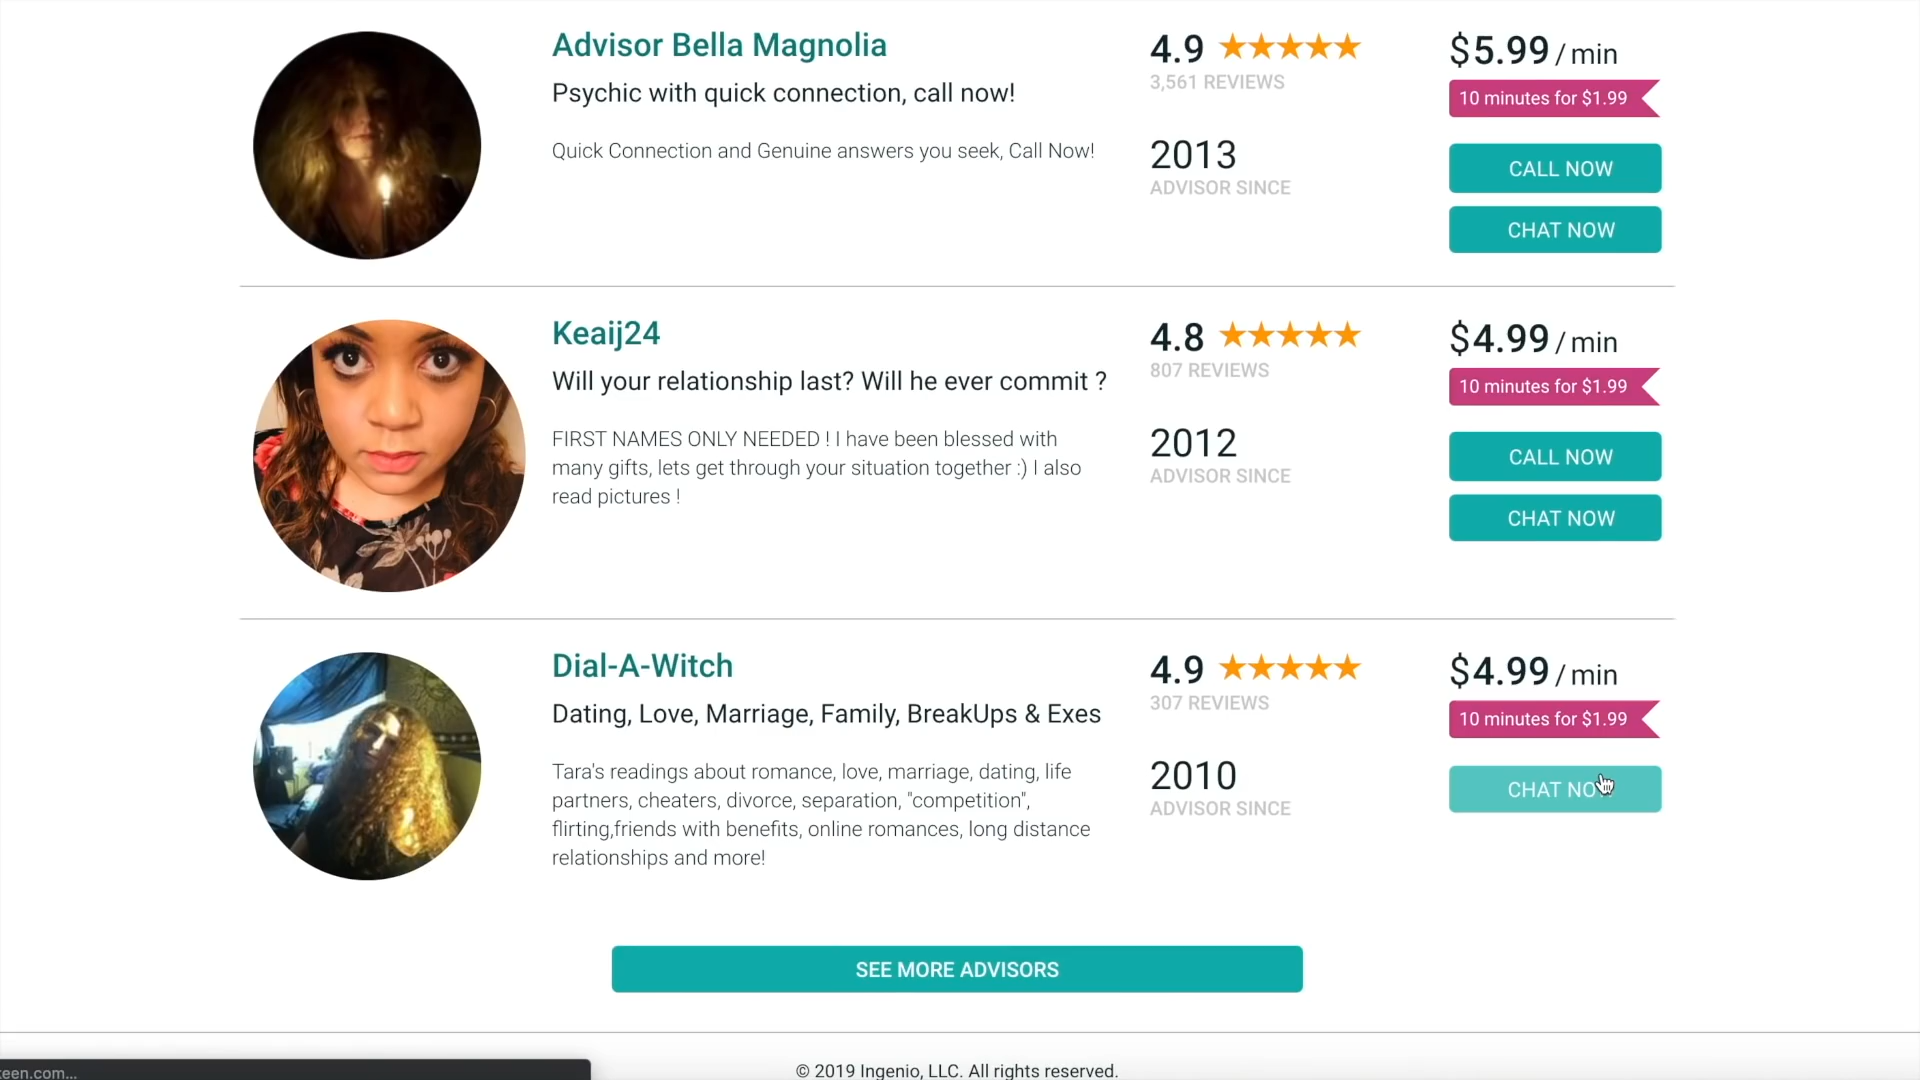 Advisor Bella Magnolia
Psychic with quick connection, call now!
Quick Connection and Genuine answers you seek, Call Now!
4.9
3,561 REVIEWS
2013
ADVISOR SINCE
$5.99 / min
10 minutes for $1.99
CALL NOW
CHAT NOW
Keaij24
Will your relationship last? Will he ever commit ?
FIRST NAMES ONLY NEEDED ! I have been blessed with
many gifts, lets get through your situation together :) I also
read pictures !
4.8
807 REVIEWS
2012
ADVISOR SINCE
$4.99 / min
10 minutes for $1.99
CALL NOW
CHAT NOW
Dial-A-Witch
Dating, Love, Marriage, Family, BreakUps & Exes
Tara's readings about romance, love, marriage, dating, life
partners, cheaters, divorce, separation, "competition",
flirting,friends with benefits, online romances, long distance
relationships and more!
4.9
307 REVIEWS
2010
ADVISOR SINCE
$4.99 / min
10 minutes for $1.99
CHAT NOW
SEE MORE ADVISORS
© 2019 Ingenio, LLC. All rights reserved.
teen.com...